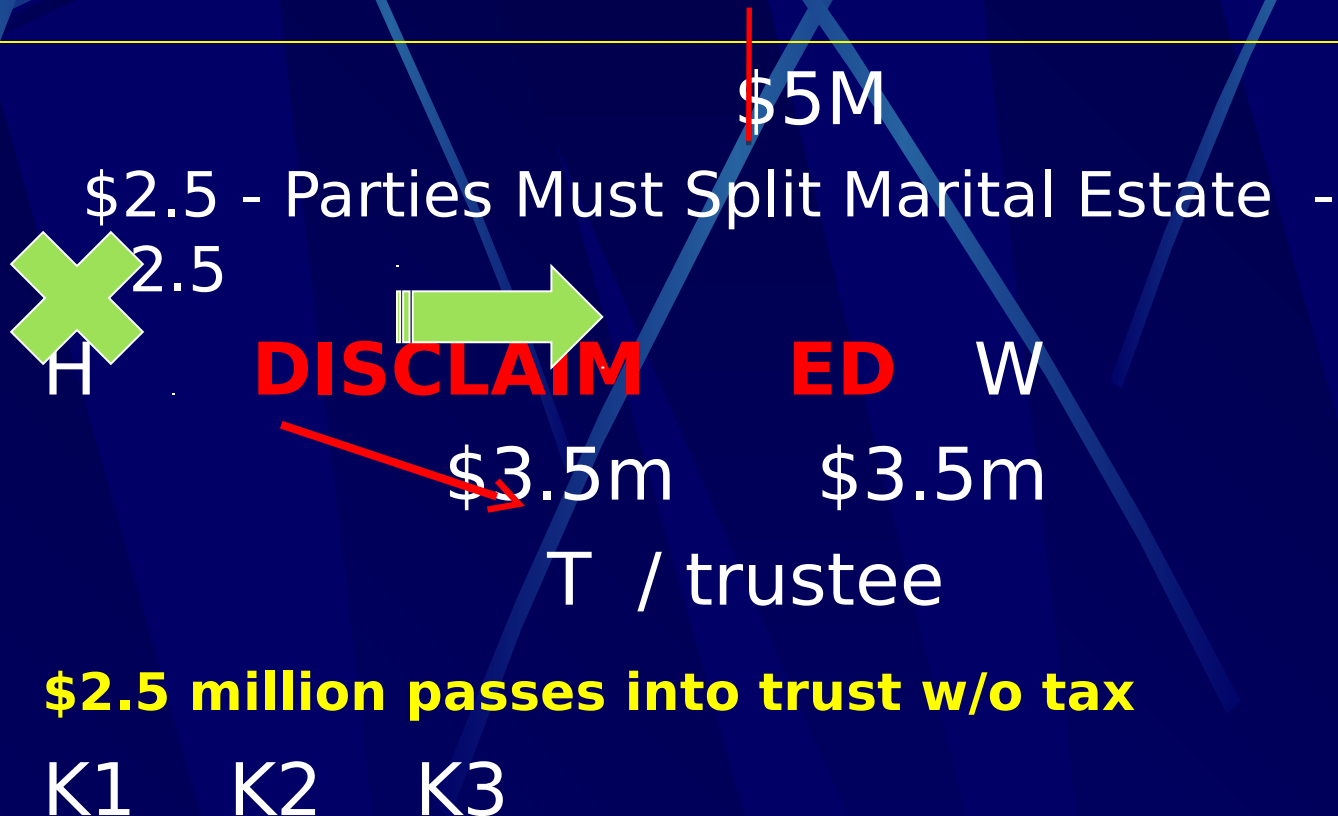 $5M
$2.5 - Parties Must Split Marital Estate -
2.5
H DISCLAIM ED W
$3.5m $3.5m
T / trustee
$2.5 million passes into trust w/o tax
K1 K2 K3